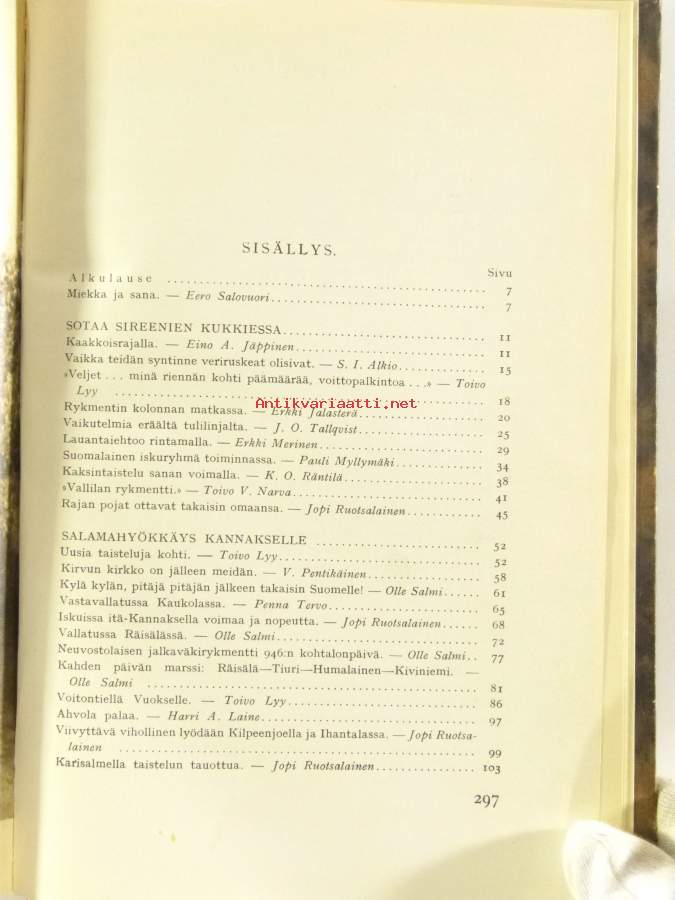 SISÄLLYS.
Sivu
Alkulause ........ 7
Miekka ja sana. — Eero Salovuori ........ 7
SOTAA SIREENIEN KUKKIESSA ........ 11
Kaakkoisrajalla. — Eino A. Jäppinen ........ 11
Vaikka teidän syntinne veriruskeat olisivat. — S. I. Alkio ........ 15
»Veljet . . . minä riennän kohti päämäärää, voittopalkintoa . . .» — Toivo
Lyy ........ 18
Antikvariaatti.net
Rykmentin kolonnan matkassa. — Erkki Jalasterä ........ 20
Vaikutelmia eräältä tulilinjalta. — J. O. Tallqvist ........ 25
Lauantaiehtoo rintamalla. — Erkki Merinen ........ 29
Suomalainen iskuryhmä toiminnassa. — Pauli Myllymäki ........ 34
Kaksintaistelu sanan voimalla. — K. O. Räntilä ........ 38
»Vallilan rykmentti.» — Toivo V. Narva ........ 41
Rajan pojat ottavat takaisin omaansa. — Jopi Ruotsalainen ........ 45
SALAMAHYÖKKÄYS KANNAKSELLE ........ 52
Uusia taisteluja kohti. — Toivo Lyy ........ 52
Kirvun kirkko on jälleen meidän. — V. Pentikäinen ........ 58
Kylä kylän, pitäjä pitäjän jälkeen takaisin Suomelle! — Olle Salmi ........ 61
Vastavallatussa Kaukolassa. — Penna Tervo ........ 65
Iskuissa itä-Kannaksella voimaa ja nopeutta. — Jopi Ruotsalainen ........ 68
Vallatussa Räisälässä. — Olle Salmi ........ 72
Neuvostolaisen jalkaväkirykmentti 946:n kohtalonpäivä. — Olle Salmi .. 77
Kahden päivän marssi: Räisälä—Tiuri—Humalainen—Kiviniemi. —
Olle Salmi ........ 81
Voitontiellä Vuokselle. — Toivo Lyy ........ 86
Ahvola palaa. — Harri A. Laine ........ 97
Viivyttävä vihollinen lyödään Kilpeenjoella ja Ihantalassa. — Jopi Ruotsa-
lainen ........ 99
Karisalmella taistelun tauottua. — Jopi Ruotsalainen ........ 103
297